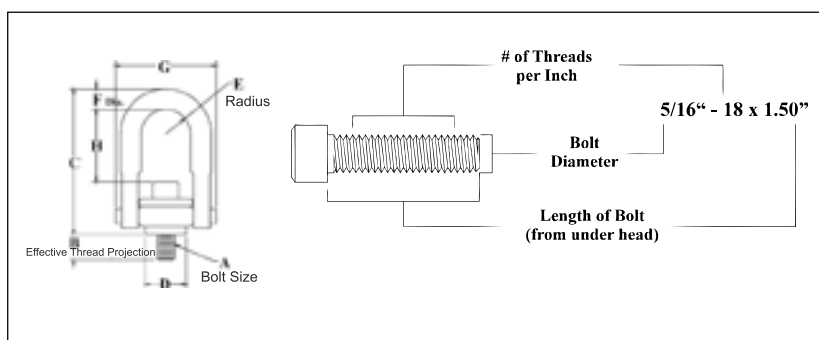 G
E
Radius
F Dia.
H
C
B
Effective Thread Projection
A
Bolt Size
D
# of Threads
per Inch
5/16“ - 18 x 1.50”
Bolt
Diameter
Length of Bolt
(from under head)